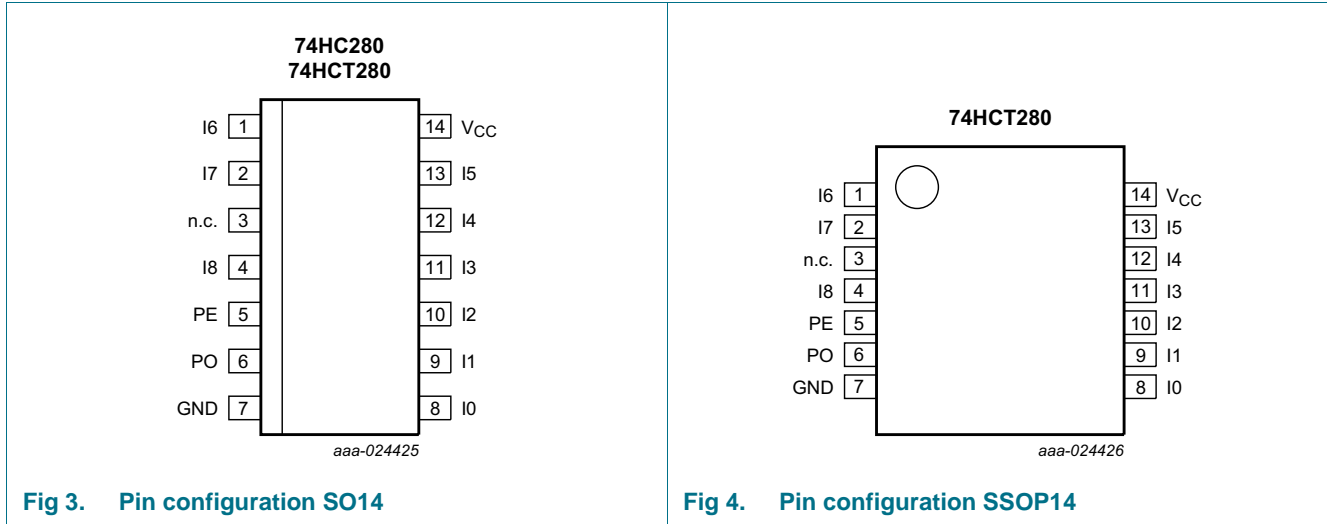 74HC280
74HCT280
I6 1 14 VCC
I7 2 13 I5
n.c. 3 12 I4
I8 4 11 I3
PE 5 10 I2
PO 6 9 I1
GND 7 8 I0
aaa-024425
Fig 3. Pin configuration SO14
74HCT280
I6 1 14 VCC
I7 2 13 I5
n.c. 3 12 I4
I8 4 11 I3
PE 5 10 I2
PO 6 9 I1
GND 7 8 I0
aaa-024426
Fig 4. Pin configuration SSOP14